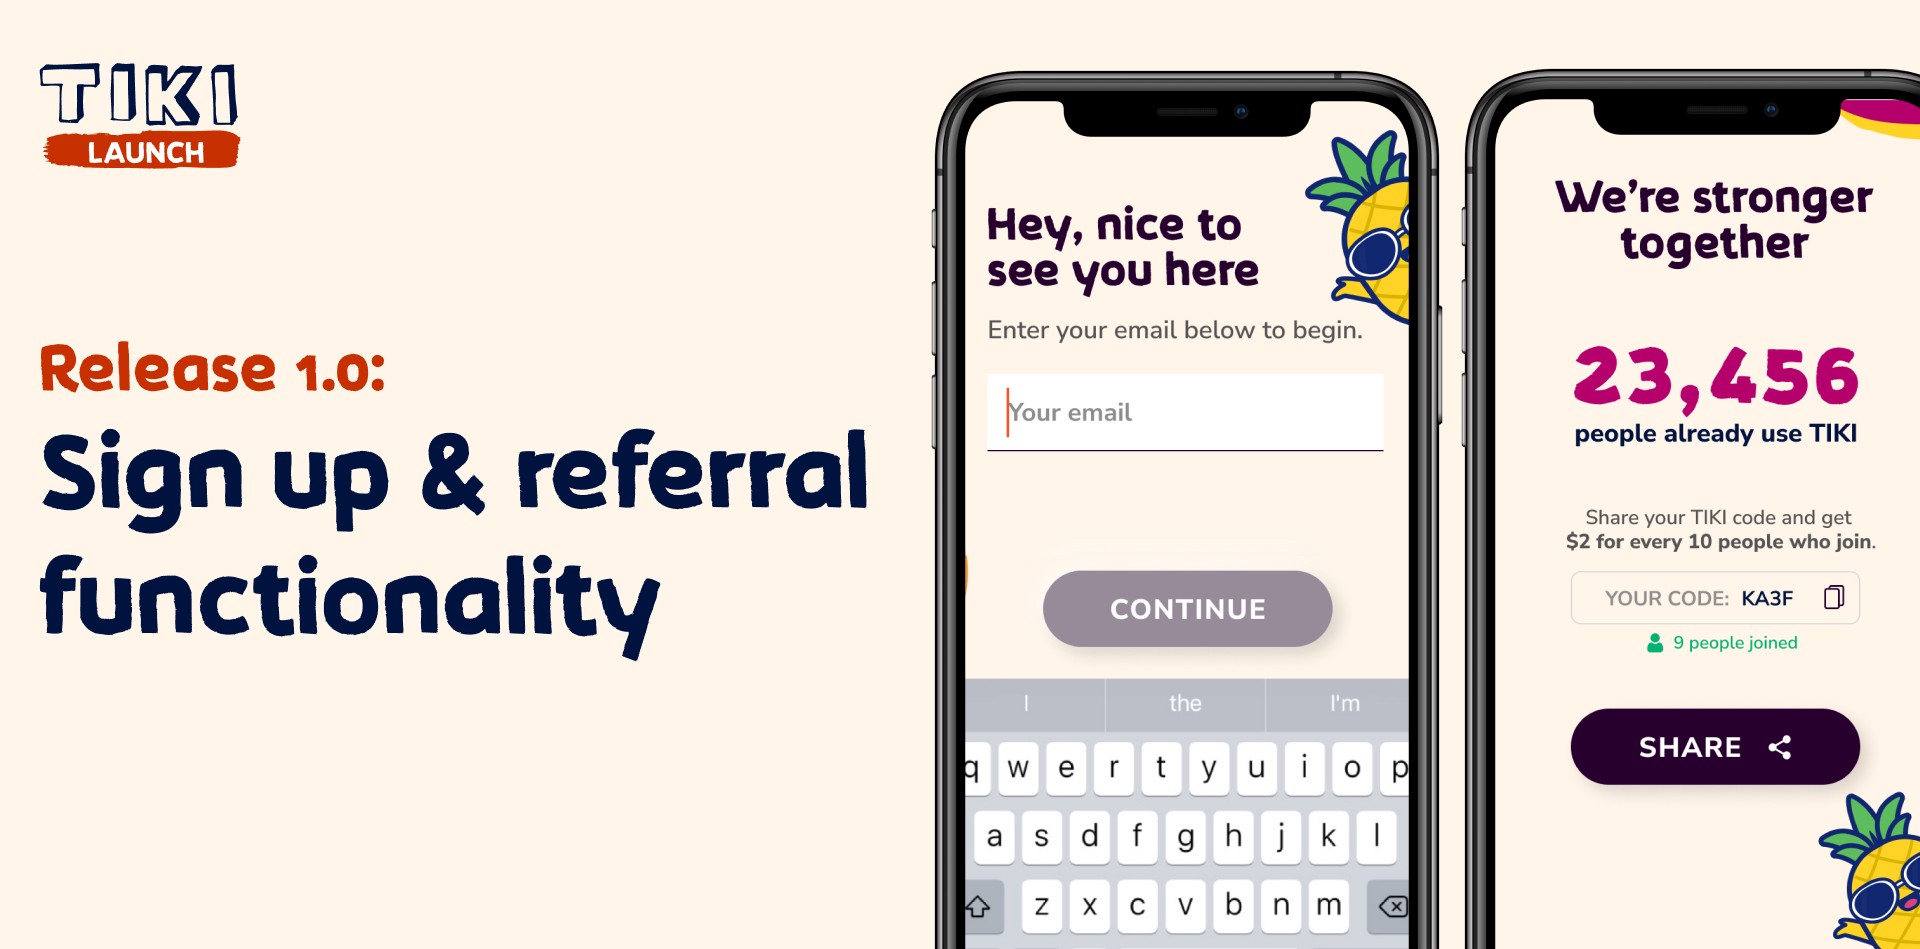 TIKI
LAUNCH
Release 1.0:
Sign up & referral
functionality
Hey, nice to
see you here
Enter your email below to begin.
Your email
CONTINUE
I the I'm
q w e r t y u i o p
a s d f g h j k l
z x c v b n m
We're stronger
together
23,456
people already use TIKI
Share your TIKI code and get
$2 for every 10 people who join.
YOUR CODE: KA3F
9 people joined
SHARE